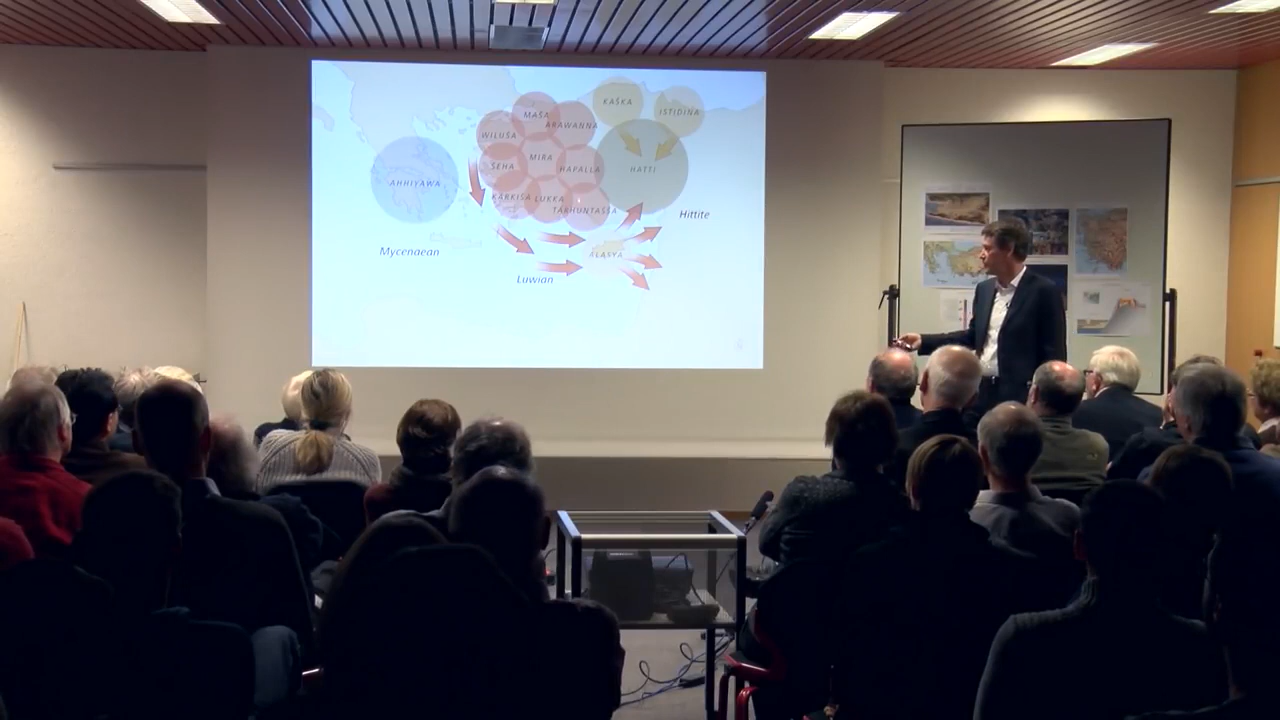 KAŠKA
MAŠA
ISTIDINA
ARAWANNA
WILUSA
MIRA
ŠEHA
HAPALLA
HATTI
AHHIYAWA
KARKISA
LUKKA
TARHUNTASSA
Hittite
Mycenaean
ALASYA
Luwian